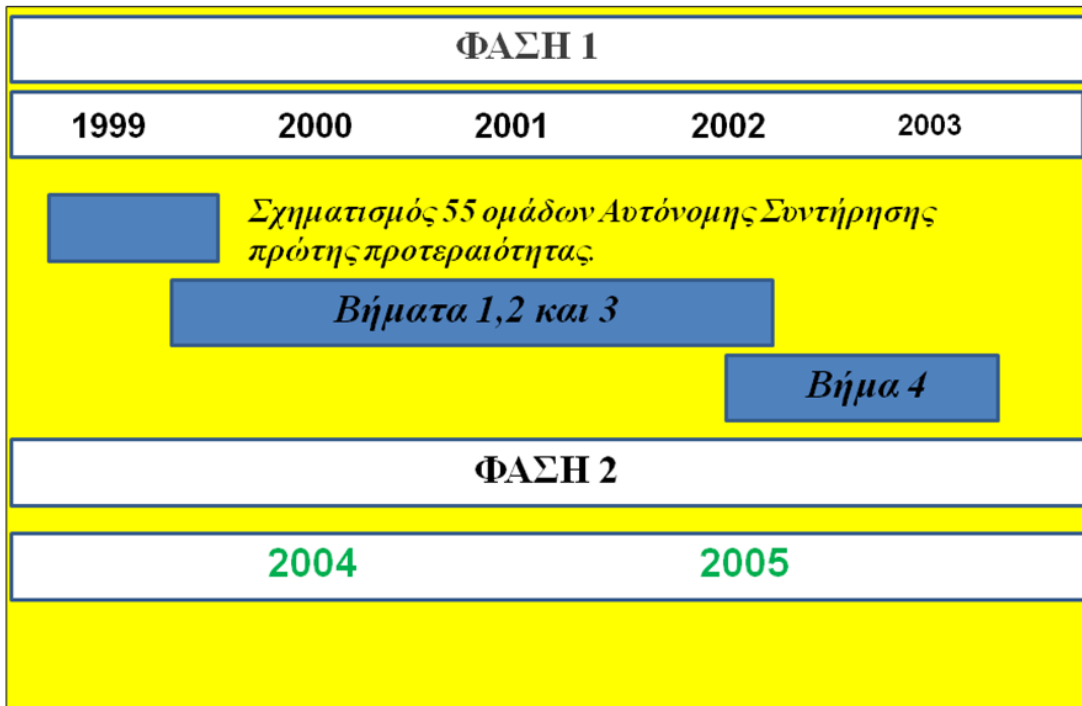 ΦΑΣΗ 1
1999 2000 2001 2002 2003
Σχηματισμός 55 ομάδων Αυτόνομης Συντήρησης
πρώτης προτεραιότητας.
Βήματα 1,2 και 3
Βήμα 4
ΦΑΣΗ 2
2004 2005